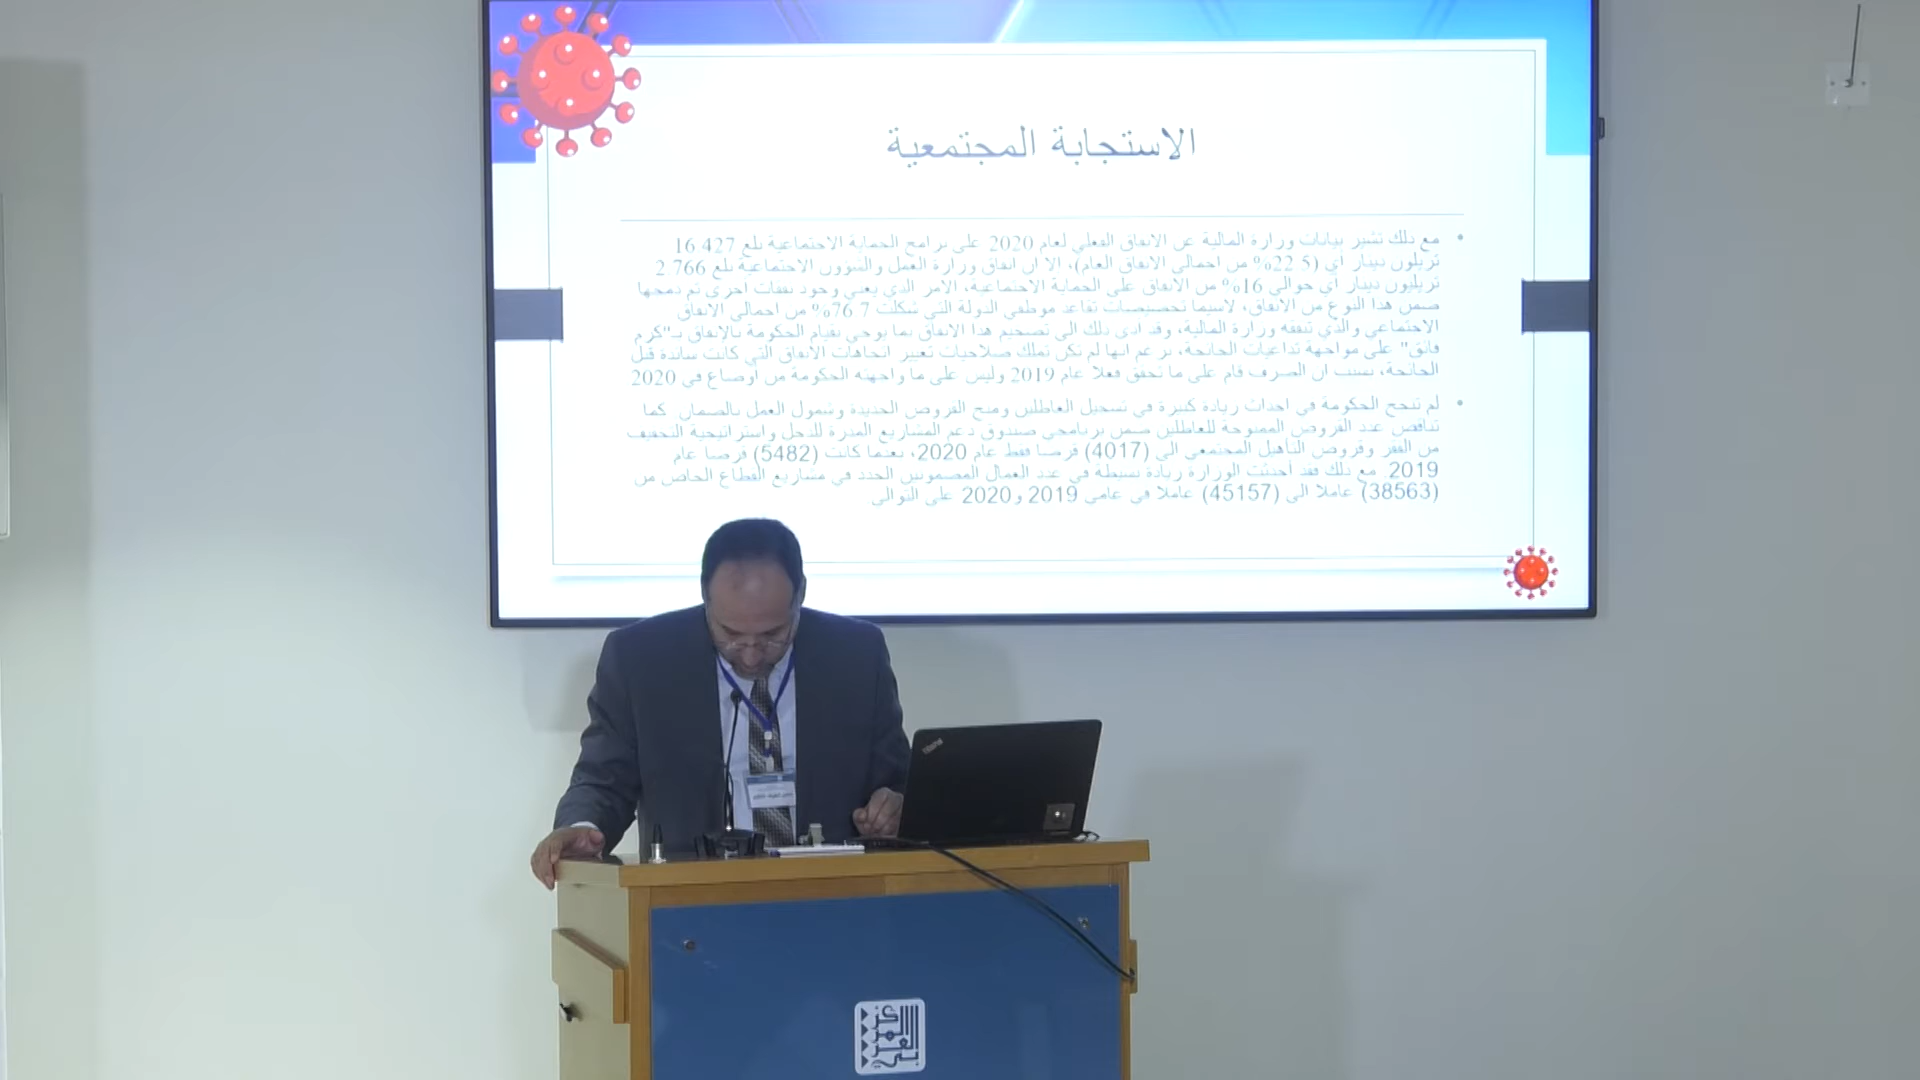 الاستجابة المجتمعية
• مع ذلك تشير بيانات وزارة المالية عن الانفاق الفعلي لعام 2020 على برامج الحماية الاجتماعية بلغ 16.427
تريلون دينار اي (22.5% من اجمالي الانفاق العام)، الا ان انفاق وزارة العمل والشؤون الاجتماعية بلغ 2.766
تريليون دينار اي حوالي 16% من الانفاق على الحماية الاجتماعية، الامر الذي يعني وجود نفقات اخرى تم دمجها
ضمن هذا النوع من الانفاق، لاسيما تخصيصات تقاعد موظفي الدولة التي شكلت 76.7% من اجمالي الانفاق
الاجتماعي والذي تنفقه وزارة المالية، وقد ادى ذلك الى تضخيم هذا الانفاق بما يوحي بقيام الحكومة بالإنفاق بـ"كرم
فائق" على مواجهة تداعيات الجائحة، برغم انها لم تكن تملك صلاحيات تغيير اتجاهات الانفاق التي كانت سائدة قبل
الجائحة، بسبب ان الصرف قام على ما تحقق فعلا عام 2019 وليس على ما واجهته الحكومة من أوضاع في 2020
• لم تنجح الحكومة في احداث زيادة كبيرة في تسجيل العاطلين ومنح القروض الجديدة وشمول العمل بالضمان. كما
تناقص عدد القروض الممنوحة للعاطلين ضمن برنامجي صندوق دعم المشاريع المدرة للدخل واستراتيجية التخفيف
من الفقر وقروض التأهيل المجتمعي الى (4017) قرضا فقط عام 2020، بعدما كانت (5482) قرضا عام
2019. مع ذلك فقد أحدثت الوزارة زيادة بسيطة في عدد العمال المضمونين الجدد في مشاريع القطاع الخاص من
(38563) عاملا الى (45157) عاملا في عامي 2019 و2020 على التوالي
ThinkPad
المركز
العربي